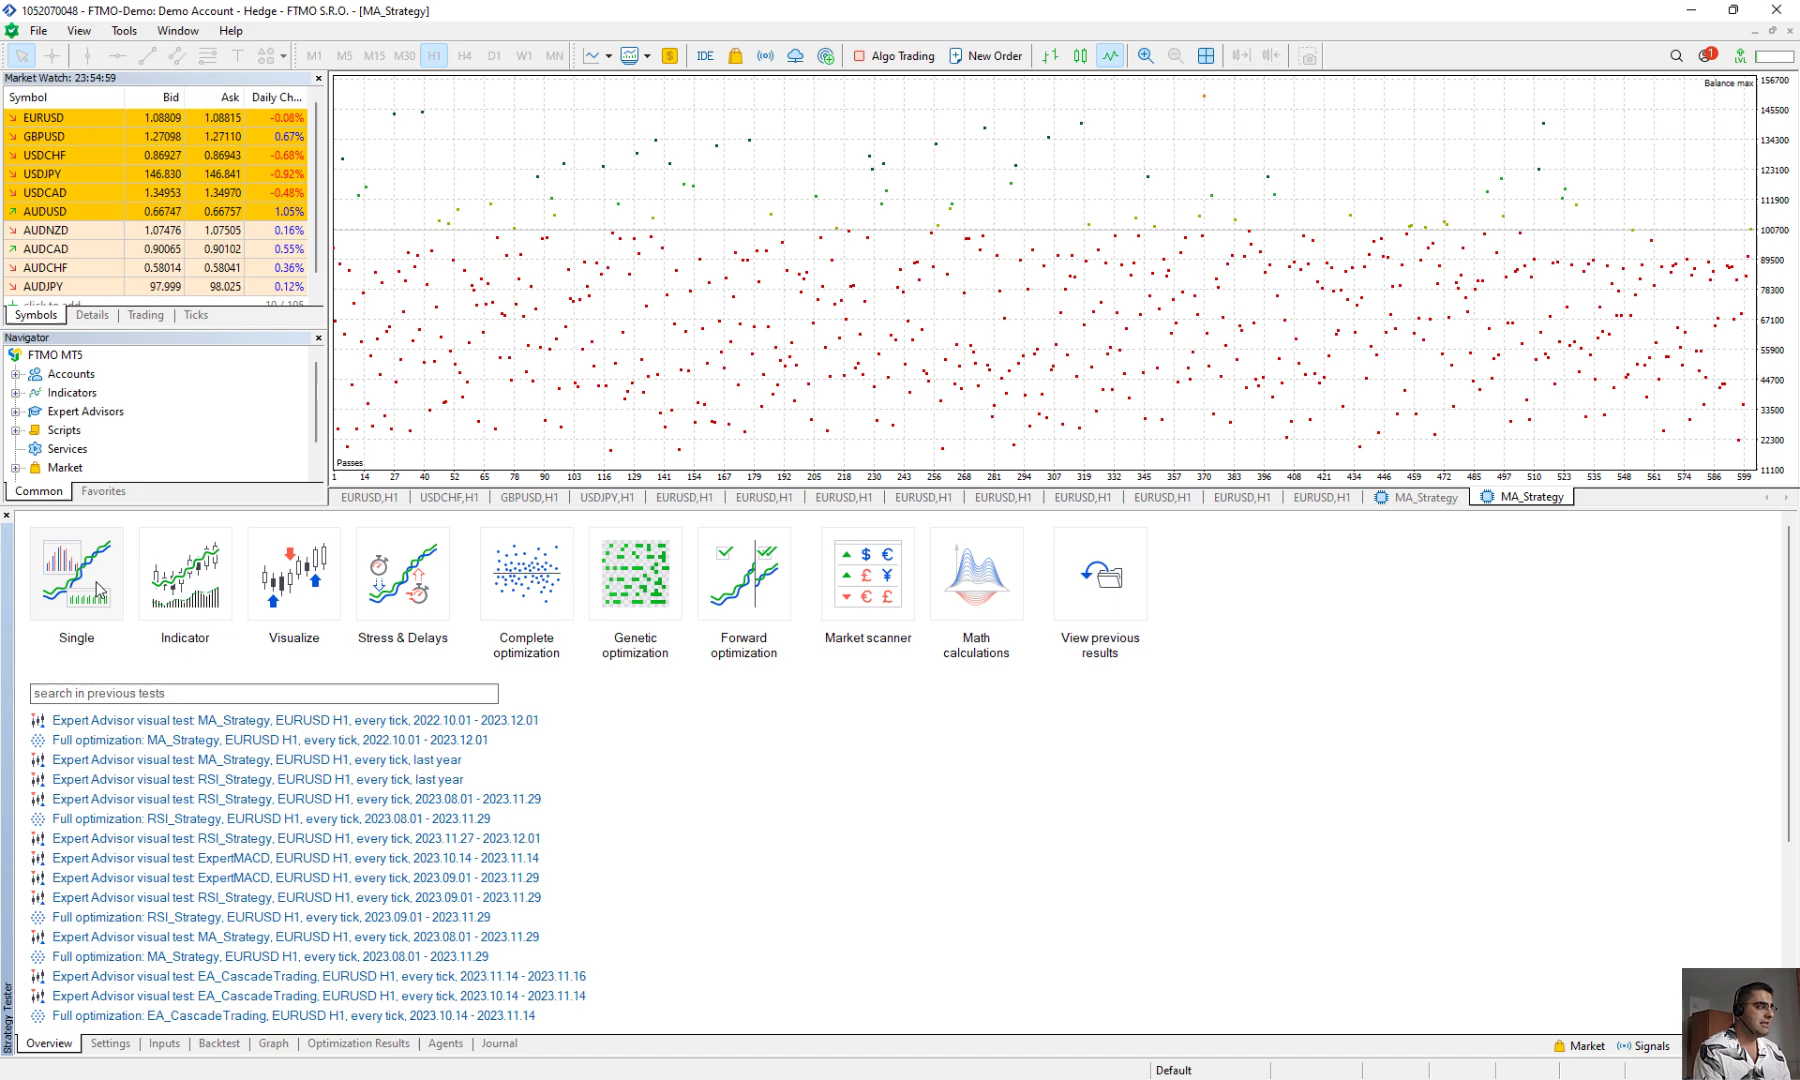 1052070048 - FTMO-Demo: Demo Account - Hedge - FTMO S.R.O. - [MA_Strategy]
File View Tools Window Help
M1 M5 M15 M30 H1 H4 D1 W1 MN IDE Algo Trading New Order 1 LVL
Market Watch: 23:54:59
Symbol Bid Ask Daily Ch...
EURUSD 1.08809 1.08815 -0.08%
GBPUSD 1.27098 1.27110 0.67%
USDCHF 0.86927 0.86943 -0.68%
USDJPY 146.830 146.841 -0.92%
USDCAD 1.34953 1.34970 -0.48%
AUDUSD 0.66747 0.66757 1.05%
AUDNZD 1.07476 1.07505 0.16%
AUDCAD 0.90065 0.90102 0.55%
AUDCHF 0.58014 0.58041 0.36%
AUDJPY 97.999 98.025 0.12%
click to add 10 / 105
Symbols Details Trading Ticks
Navigator
FTMO MT5
Accounts
Indicators
Expert Advisors
Scripts
Services
Market
Common Favorites
Balance max
156700
145500
134300
123100
111900
100700
89500
78300
67100
55900
44700
33500
22300
11100
Passes
1 14 27 40 52 65 78 90 103 116 129 141 154 167 179 192 205 218 230 243 256 268 281 294 307 319 332 345 357 370 383 396 408 421 434 446 459 472 485 497 510 523 535 548 561 574 586 599
EURUSD,H1 USDCHF,H1 GBPUSD,H1 USDJPY,H1 EURUSD,H1 EURUSD,H1 EURUSD,H1 EURUSD,H1 EURUSD,H1 EURUSD,H1 EURUSD,H1 EURUSD,H1 EURUSD,H1 MA_Strategy MA_Strategy
Single
Indicator
Visualize
Stress & Delays
Complete
optimization
Genetic
optimization
Forward
optimization
Market scanner
Math
calculations
View previous
results
search in previous tests
Expert Advisor visual test: MA_Strategy, EURUSD H1, every tick, 2022.10.01 - 2023.12.01
Full optimization: MA_Strategy, EURUSD H1, every tick, 2022.10.01 - 2023.12.01
Expert Advisor visual test: MA_Strategy, EURUSD H1, every tick, last year
Expert Advisor visual test: RSI_Strategy, EURUSD H1, every tick, last year
Expert Advisor visual test: RSI_Strategy, EURUSD H1, every tick, 2023.08.01 - 2023.11.29
Full optimization: RSI_Strategy, EURUSD H1, every tick, 2023.08.01 - 2023.11.29
Expert Advisor visual test: RSI_Strategy, EURUSD H1, every tick, 2023.11.27 - 2023.12.01
Expert Advisor visual test: ExpertMACD, EURUSD H1, every tick, 2023.10.14 - 2023.11.14
Expert Advisor visual test: ExpertMACD, EURUSD H1, every tick, 2023.09.01 - 2023.11.29
Expert Advisor visual test: RSI_Strategy, EURUSD H1, every tick, 2023.09.01 - 2023.11.29
Full optimization: RSI_Strategy, EURUSD H1, every tick, 2023.09.01 - 2023.11.29
Expert Advisor visual test: MA_Strategy, EURUSD H1, every tick, 2023.08.01 - 2023.11.29
Full optimization: MA_Strategy, EURUSD H1, every tick, 2023.08.01 - 2023.11.29
Expert Advisor visual test: EA_CascadeTrading, EURUSD H1, every tick, 2023.11.14 - 2023.11.16
Expert Advisor visual test: EA_CascadeTrading, EURUSD H1, every tick, 2023.10.14 - 2023.11.14
Full optimization: EA_CascadeTrading, EURUSD H1, every tick, 2023.10.14 - 2023.11.14
Strategy Tester
Overview Settings Inputs Backtest Graph Optimization Results Agents Journal Market Signals
Default